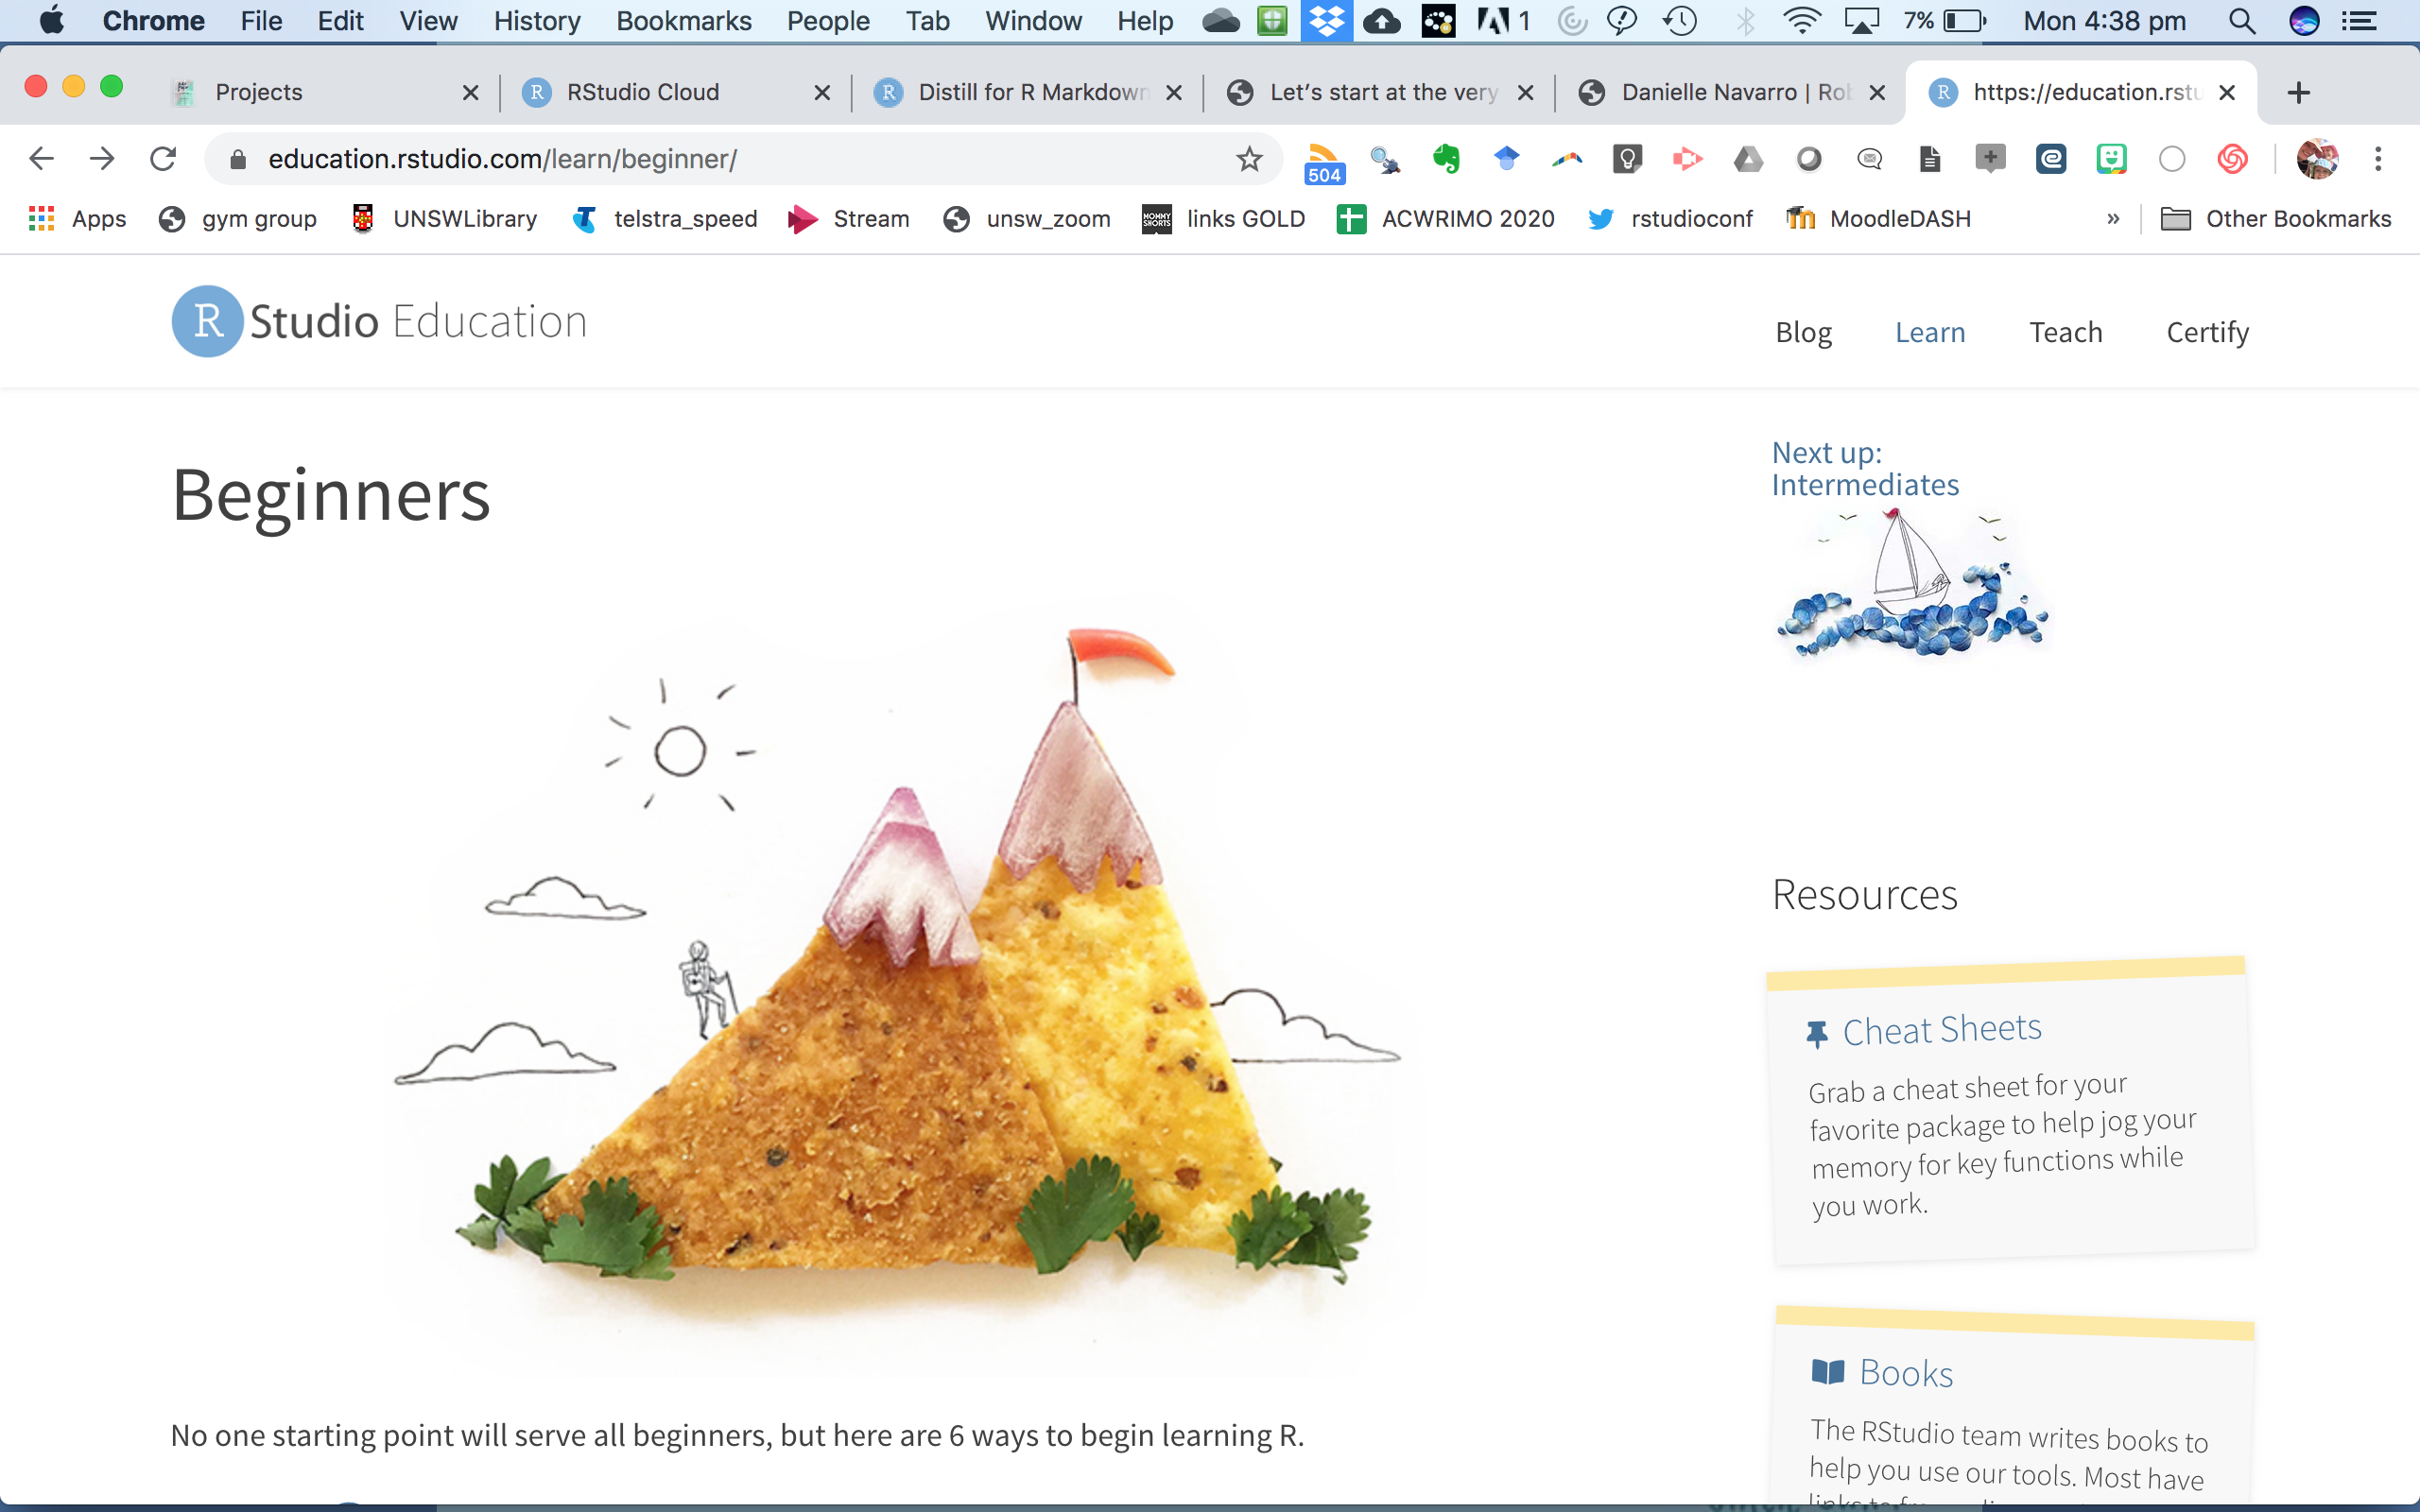 Chrome File Edit View History Bookmarks People Tab Window Help 1 7% Mon 4:38 pm
Projects RStudio Cloud Distill for R Markdown Let's start at the very Danielle Navarro | Rob https://education.rstu
education.rstudio.com/learn/beginner/ 504
Apps gym group UNSWLibrary telstra_speed Stream unsw_zoom MOMMY SHORTS links GOLD ACWRIMO 2020 rstudioconf MoodleDASH » Other Bookmarks
R Studio Education
Blog Learn Teach Certify
Beginners
No one starting point will serve all beginners, but here are 6 ways to begin learning R.
Next up:
Intermediates
Resources
Cheat Sheets
Grab a cheat sheet for your
favorite package to help jog your
memory for key functions while
you work.
Books
The RStudio team writes books to
help you use our tools. Most have